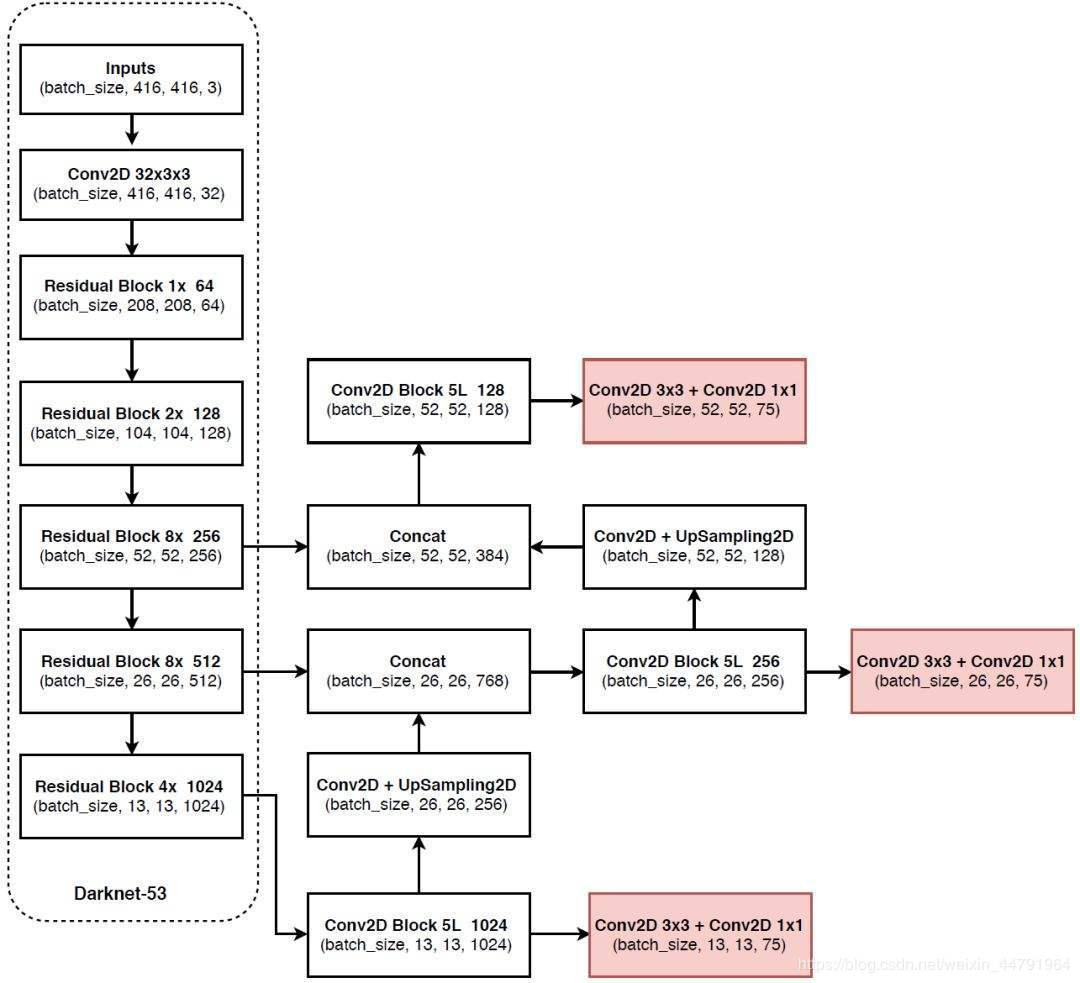 Inputs
(batch_size, 416, 416, 3)
Conv2D 32x3x3
(batch_size, 416, 416, 32)
Residual Block 1x 64
(batch_size, 208, 208, 64)
Residual Block 2x 128
(batch_size, 104, 104, 128)
Residual Block 8x 256
(batch_size, 52, 52, 256)
Residual Block 8x 512
(batch_size, 26, 26, 512)
Residual Block 4x 1024
(batch_size, 13, 13, 1024)
Darknet-53
Conv2D Block 5L 128
(batch_size, 52, 52, 128)
Conv2D 3x3 + Conv2D 1x1
(batch_size, 52, 52, 75)
Concat
(batch_size, 52, 52, 384)
Conv2D + UpSampling2D
(batch_size, 52, 52, 128)
Concat
(batch_size, 26, 26, 768)
Conv2D Block 5L 256
(batch_size, 26, 26, 256)
Conv2D 3x3 + Conv2D 1x1
(batch_size, 26, 26, 75)
Conv2D + UpSampling2D
(batch_size, 26, 26, 256)
Conv2D Block 5L 1024
(batch_size, 13, 13, 1024)
Conv2D 3x3 + Conv2D 1x1
(batch_size, 13, 13, 75)
https://blog.csdn.net/weixin_44791964